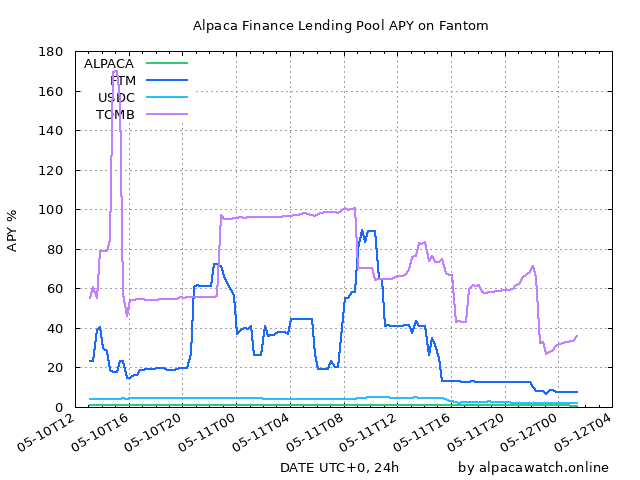 Alpaca Finance Lending Pool APY on Fantom
180
160
140
120
100
80
60
40
20
0
APY %
ALPACA
FTM
USDC
TOMB
05-10T12
05-10T16
05-10T20
05-11T00
05-11T04
05-11T08
05-11T12
05-11T16
05-11T20
05-12T00
05-12T04
DATE UTC+0, 24h
by alpacawatch.online